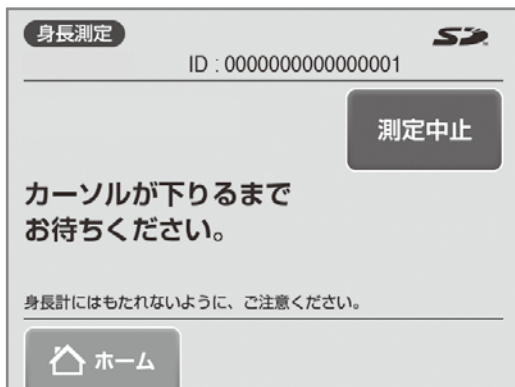 身長測定
SD
ID : 0000000000000001
測定中止
カーソルが下りるまで
お待ちください。
身長計にはもたれないように、ご注意ください。
ホーム